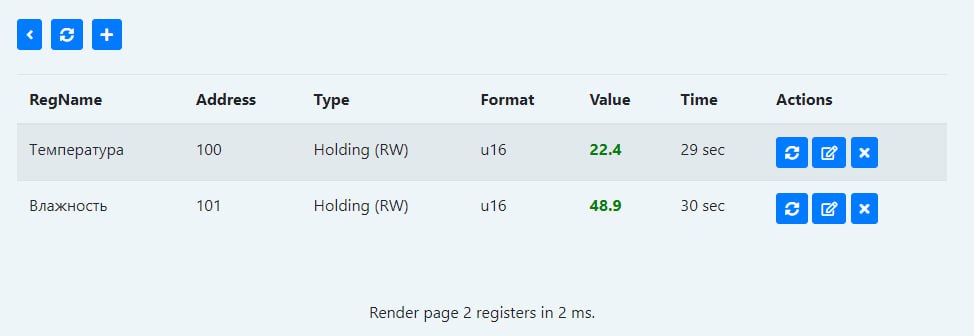 RegName Address Type Format Value Time Actions
Температура 100 Holding (RW) u16 22.4 29 sec
Влажность 101 Holding (RW) u16 48.9 30 sec
Render page 2 registers in 2 ms.